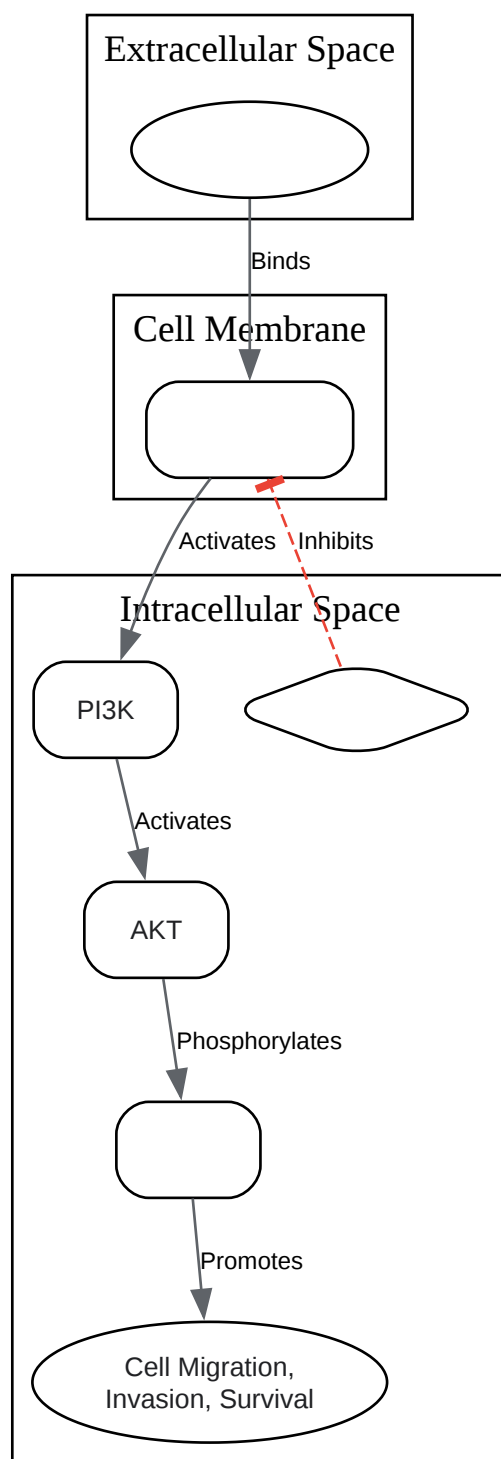 Extracellular Space
Binds
Cell Membrane
Activates
Inhibits
Intracellular Space
PI3K
Activates
AKT
Phosphorylates
Promotes
Cell Migration,
Invasion, Survival